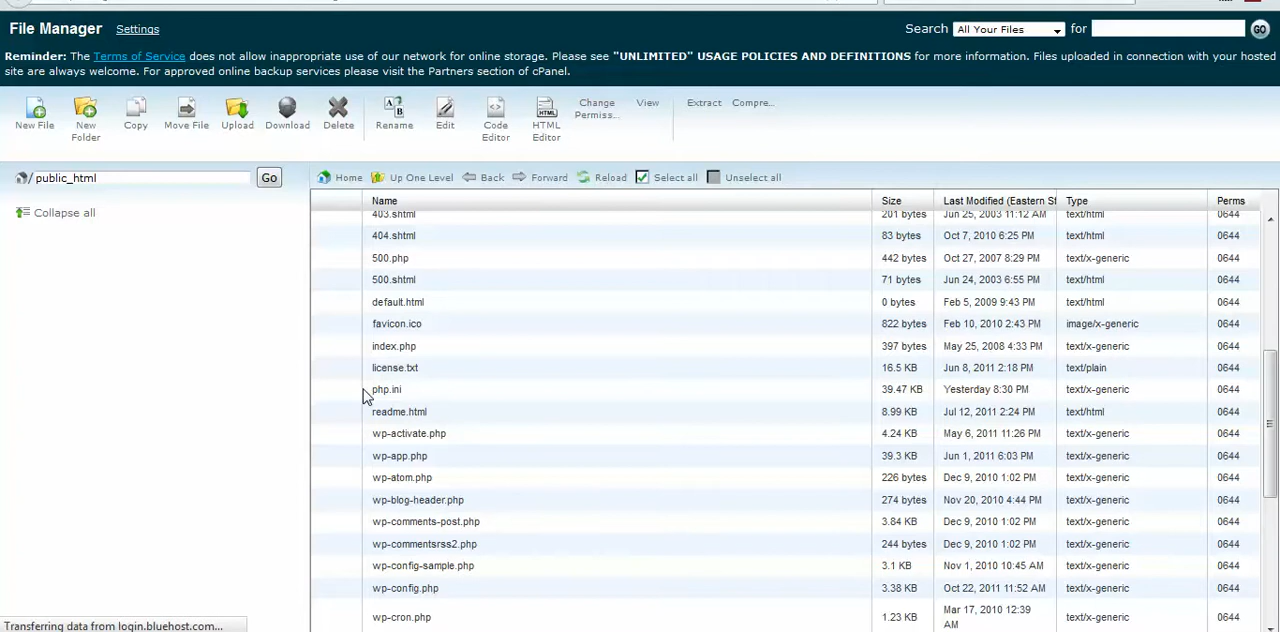 File Manager Settings Search All Your Files for GO
Reminder: The Terms of Service does not allow inappropriate use of our network for online storage. Please see "UNLIMITED" USAGE POLICIES AND DEFINITIONS for more information. Files uploaded in connection with your hosted
site are always welcome. For approved online backup services please visit the Partners section of cPanel.
New File New Folder Copy Move File Upload Download Delete Rename Edit Code Editor HTML Editor Change Permiss... View Extract Compre...
/ public_html Go Home Up One Level Back Forward Reload Select all Unselect all
Collapse all
Name Size Last Modified (Eastern St Type Perms
403.shtml 201 bytes Jun 25, 2003 11:12 AM text/html 0644
404.shtml 83 bytes Oct 7, 2010 6:25 PM text/html 0644
500.php 442 bytes Oct 27, 2007 8:29 PM text/x-generic 0644
500.shtml 71 bytes Jun 24, 2003 6:55 PM text/html 0644
default.html 0 bytes Feb 5, 2009 9:43 PM text/html 0644
favicon.ico 822 bytes Feb 10, 2010 2:43 PM image/x-generic 0644
index.php 397 bytes May 25, 2008 4:33 PM text/x-generic 0644
license.txt 16.5 KB Jun 8, 2011 2:18 PM text/plain 0644
php.ini 39.47 KB Yesterday 8:30 PM text/x-generic 0644
readme.html 8.99 KB Jul 12, 2011 2:24 PM text/html 0644
wp-activate.php 4.24 KB May 6, 2011 11:26 PM text/x-generic 0644
wp-app.php 39.3 KB Jun 1, 2011 6:03 PM text/x-generic 0644
wp-atom.php 226 bytes Dec 9, 2010 1:02 PM text/x-generic 0644
wp-blog-header.php 274 bytes Nov 20, 2010 4:44 PM text/x-generic 0644
wp-comments-post.php 3.84 KB Dec 9, 2010 1:02 PM text/x-generic 0644
wp-commentsrss2.php 244 bytes Dec 9, 2010 1:02 PM text/x-generic 0644
wp-config-sample.php 3.1 KB Nov 1, 2010 10:45 AM text/x-generic 0644
wp-config.php 3.38 KB Oct 22, 2011 11:52 AM text/x-generic 0644
wp-cron.php 1.23 KB Mar 17, 2010 12:39 AM text/x-generic 0644
Transferring data from login.bluehost.com...